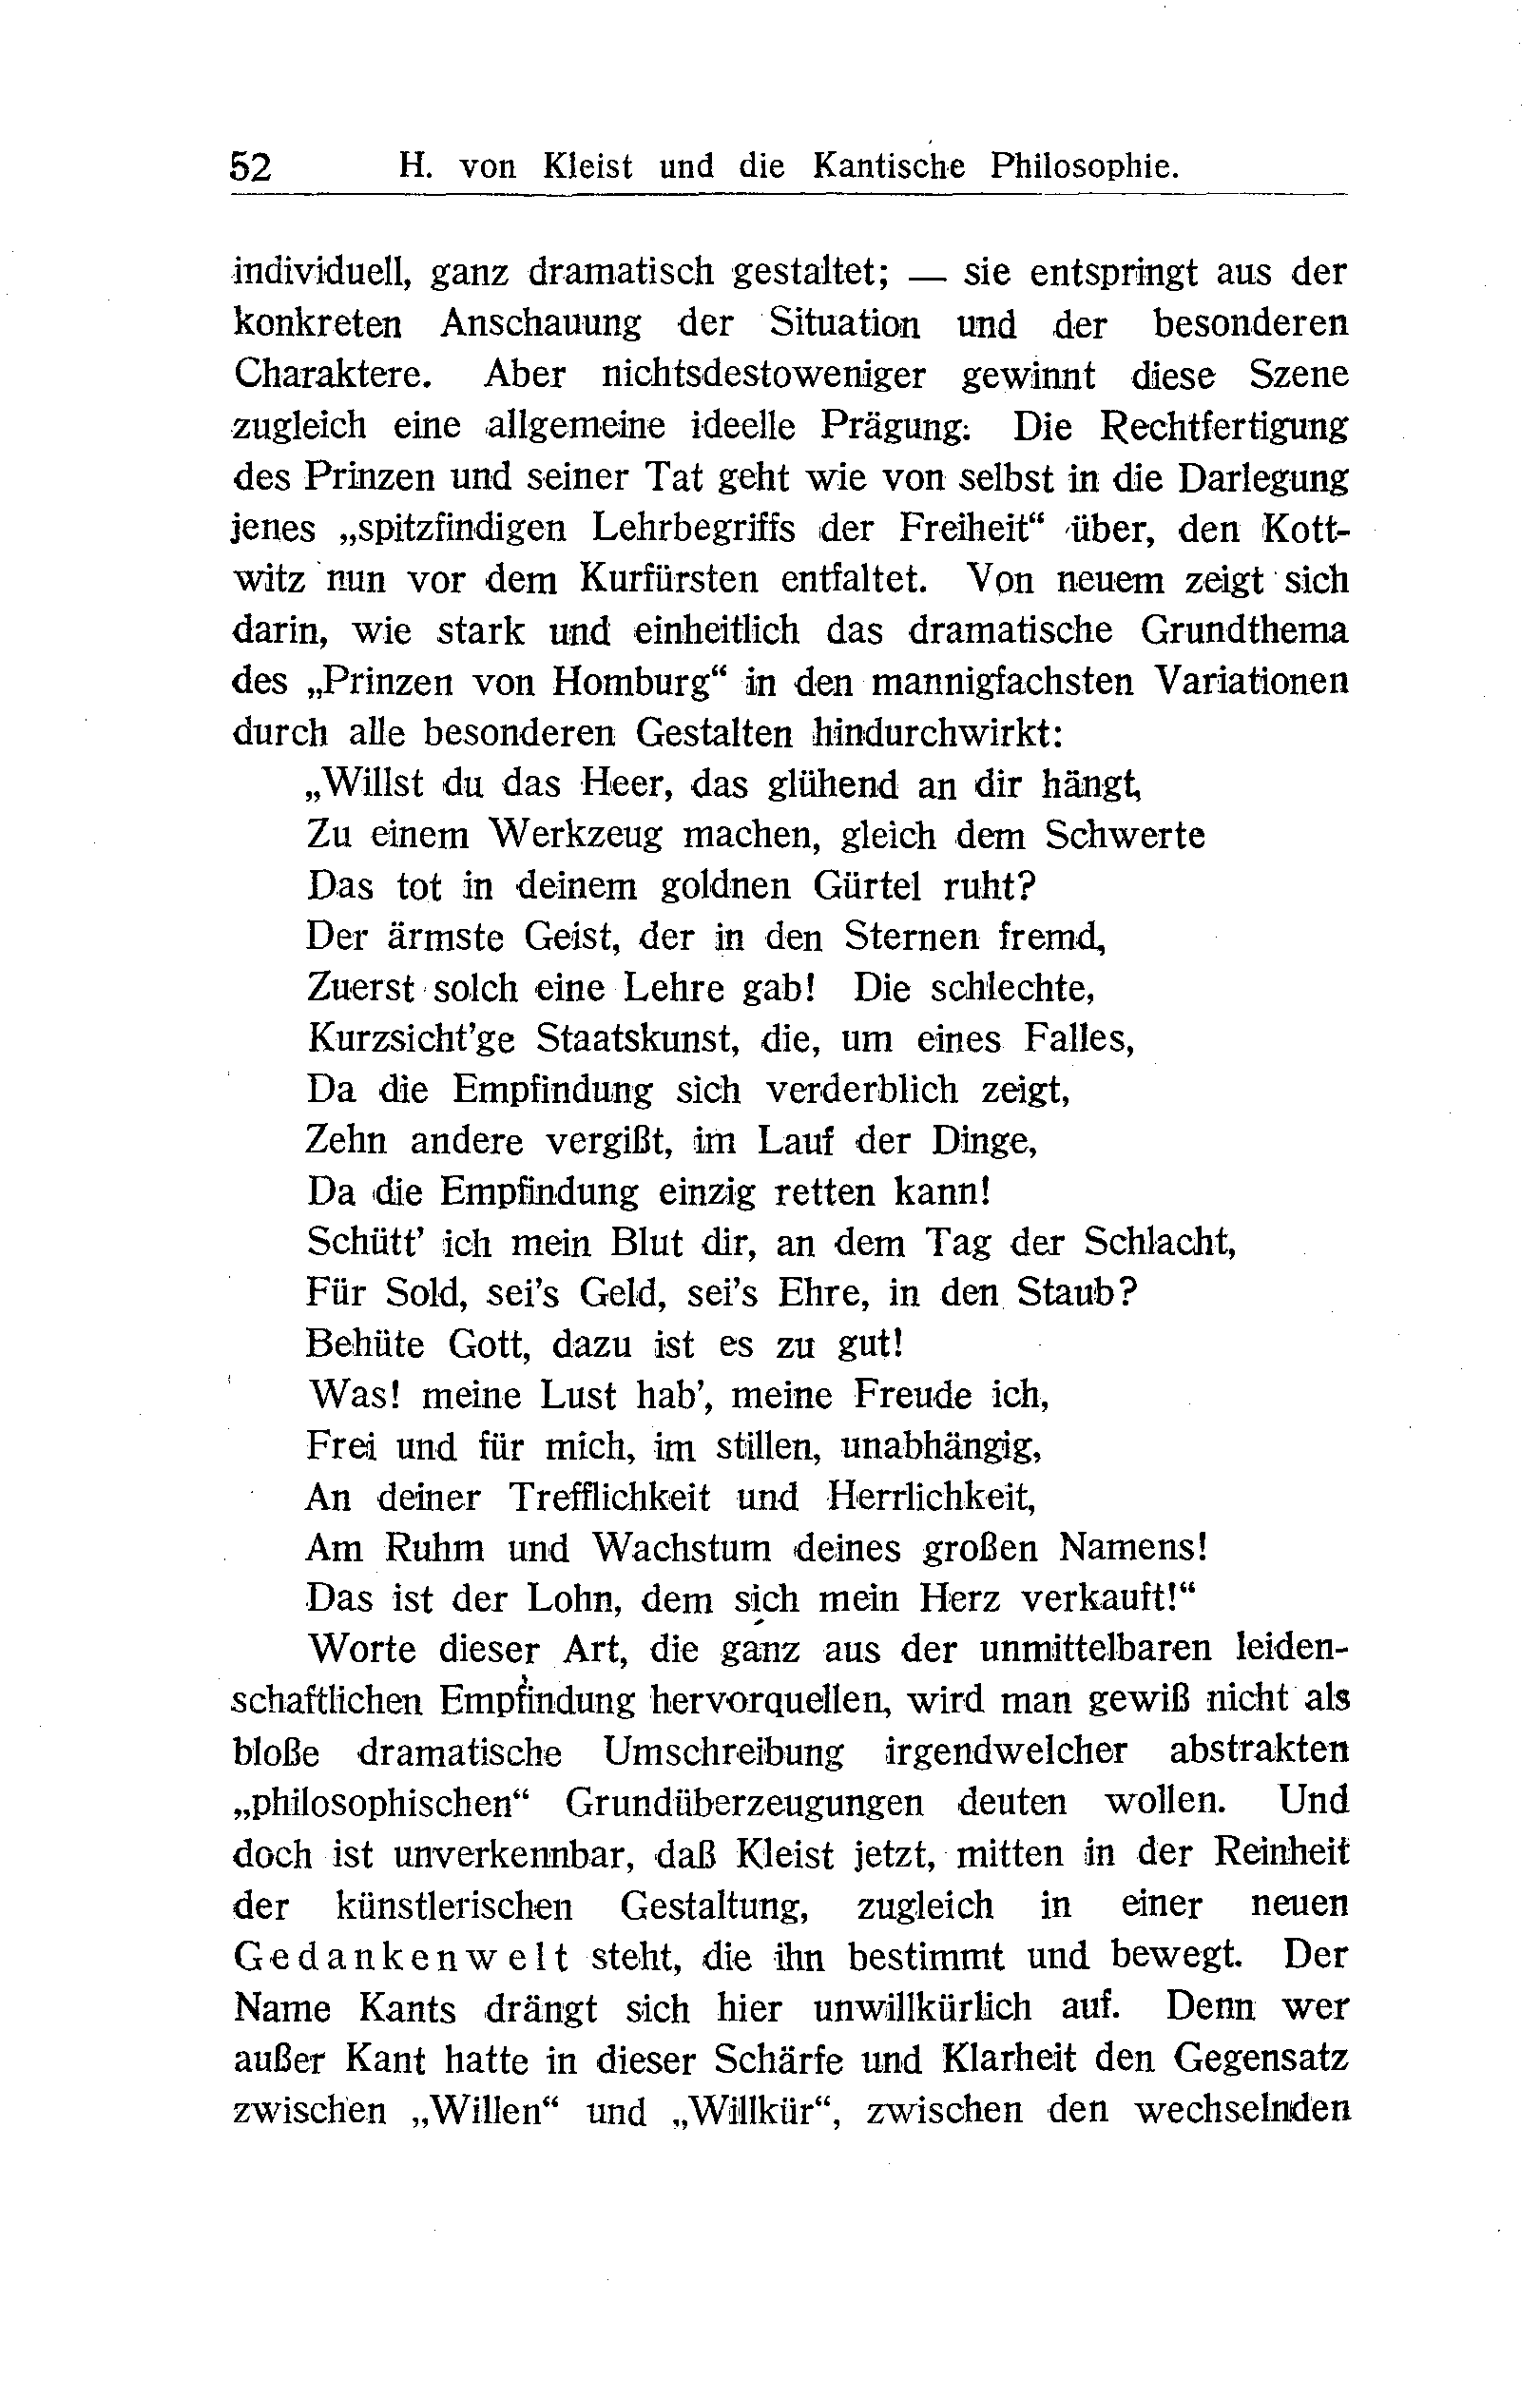 52 H. von Kleist und die Kantische Philosophie.
individuell, ganz dramatisch gestaltet; — sie entspringt aus der
konkreten Anschauung der Situation und der besonderen
Charaktere. Aber nichtsdestoweniger gewinnt diese Szene
zugleich eine allgemeine ideelle Prägung: Die Rechtfertigung
des Prinzen und seiner Tat geht wie von selbst in die Darlegung
jenes „spitzfindigen Lehrbegriffs der Freiheit“ über, den Kott-
witz nun vor dem Kurfürsten entfaltet. Von neuem zeigt sich
darin, wie stark und einheitlich das dramatische Grundthema
des „Prinzen von Homburg“ in den mannigfachsten Variationen
durch alle besonderen Gestalten hindurchwirkt:
„Willst du das Heer, das glühend an dir hängt,
Zu einem Werkzeug machen, gleich dem Schwerte
Das tot in deinem goldnen Gürtel ruht?
Der ärmste Geist, der in den Sternen fremd,
Zuerst solch eine Lehre gab! Die schlechte,
Kurzsicht’ge Staatskunst, die, um eines Falles,
Da die Empfindung sich verderblich zeigt,
Zehn andere vergißt, im Lauf der Dinge,
Da die Empfindung einzig retten kann!
Schütt’ ich mein Blut dir, an dem Tag der Schlacht,
Für Sold, sei’s Geld, sei’s Ehre, in den Staub?
Behüte Gott, dazu ist es zu gut!
Was! meine Lust hab’, meine Freude ich,
Frei und für mich, im stillen, unabhängig,
An deiner Trefflichkeit und Herrlichkeit,
Am Ruhm und Wachstum deines großen Namens!
Das ist der Lohn, dem sich mein Herz verkauft!“
Worte dieser Art, die ganz aus der unmittelbaren leiden-
schaftlichen Empfindung hervorquellen, wird man gewiß nicht als
bloße dramatische Umschreibung irgendwelcher abstrakten
„philosophischen“ Grundüberzeugungen deuten wollen. Und
doch ist unverkennbar, daß Kleist jetzt, mitten in der Reinheit
der künstlerischen Gestaltung, zugleich in einer neuen
Gedankenwelt steht, die ihn bestimmt und bewegt. Der
Name Kants drängt sich hier unwillkürlich auf. Denn wer
außer Kant hatte in dieser Schärfe und Klarheit den Gegensatz
zwischen „Willen“ und „Willkür“, zwischen den wechselnden